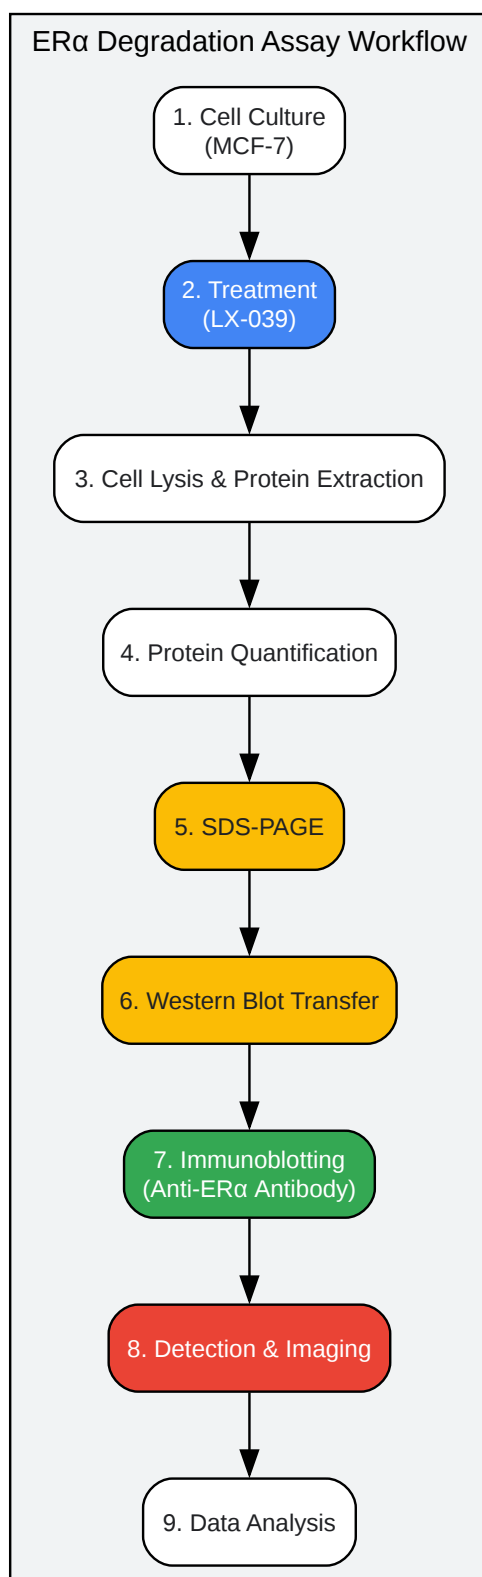 ERα Degradation Assay Workflow
1. Cell Culture
(MCF-7)
2. Treatment
(LX-039)
3. Cell Lysis & Protein Extraction
4. Protein Quantification
5. SDS-PAGE
6. Western Blot Transfer
7. Immunoblotting
(Anti-ERα Antibody)
8. Detection & Imaging
9. Data Analysis